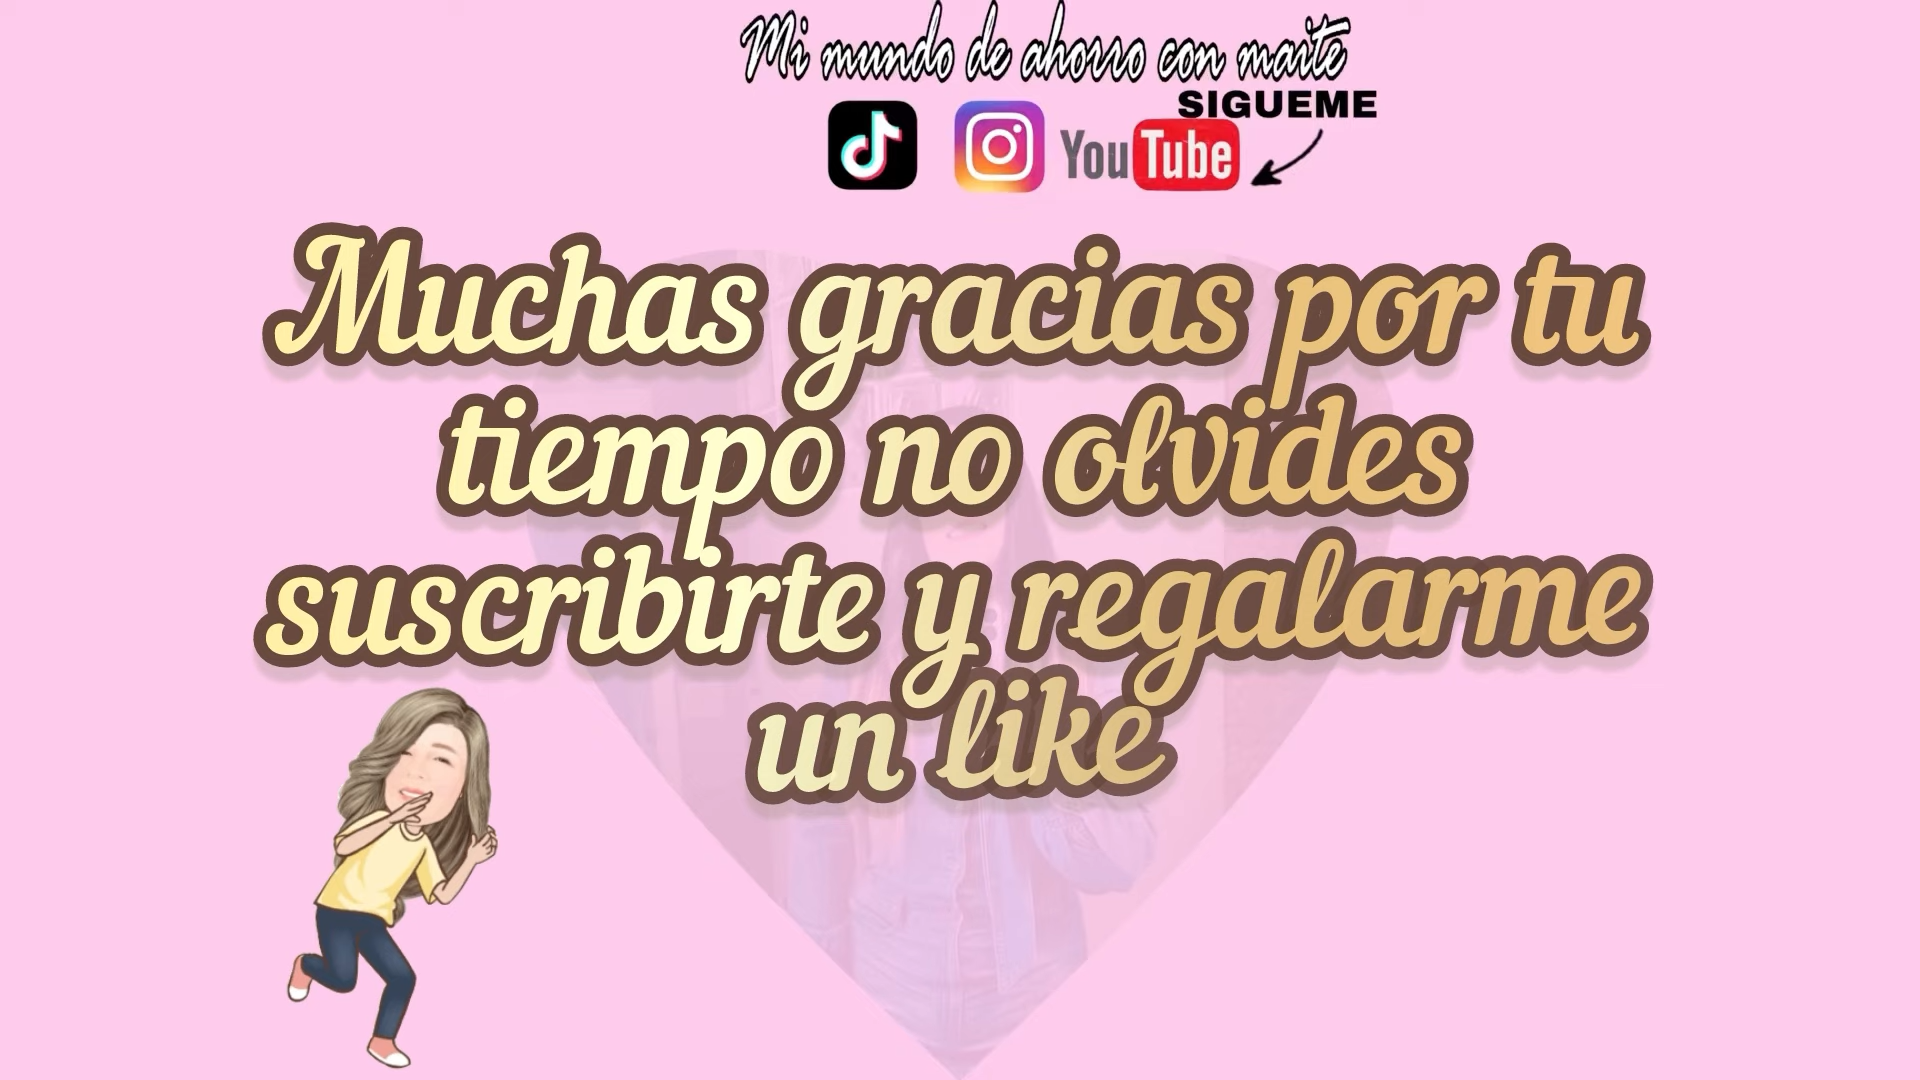 Mi mundo de ahorro con maite
SIGUEME
YouTube
Muchas gracias por tu
tiempo no olvides
suscribirte y regalarme
un like